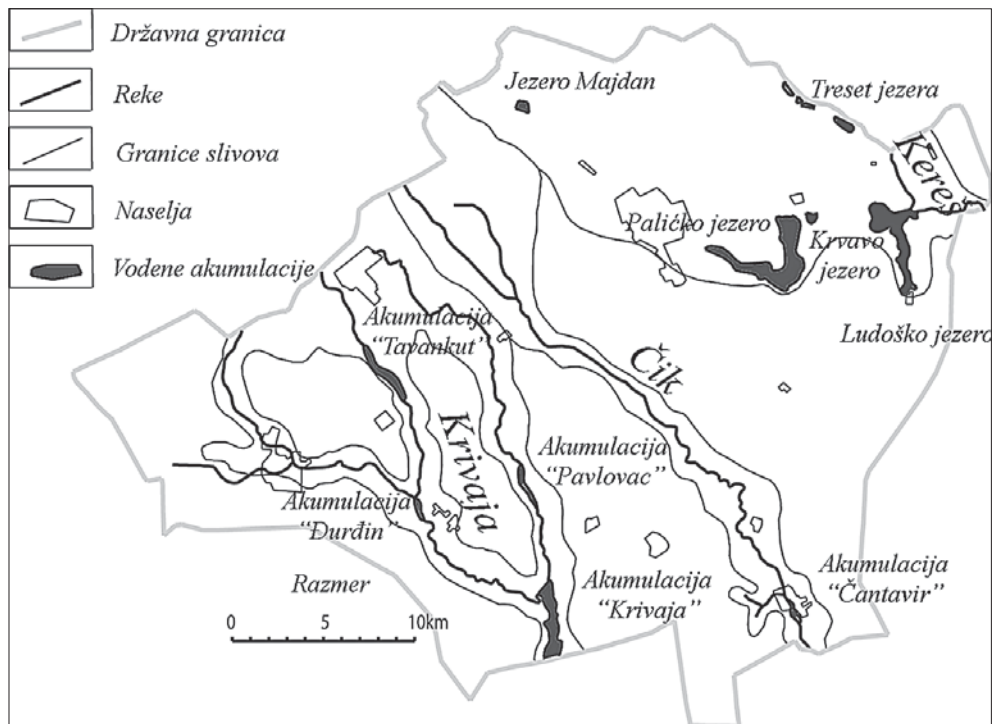 Državna granica
Reke
Granice slivova
Naselja
Vodene akumulacije
Jezero Majdan
Treset jezera
Kereš
Palićko jezero
Krvavo
jezero
Ludoško jezero
Akumulacija
"Tavankut"
Čik
Krivaja
Akumulacija
"Pavlovac"
Akumulacija
"Đurđin"
Akumulacija
"Krivaja"
Akumulacija
"Čantavir"
Razmer
0 5 10km